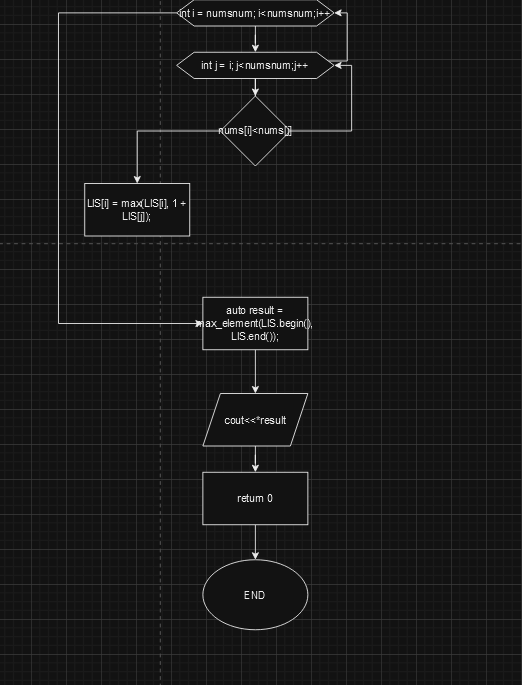 int i = numsnum; i<numsnum;i++
int j = i; j<numsnum;j++
nums[i]<nums[j]
LIS[i] = max(LIS[i], 1 +
LIS[j]);
auto result =
max_element(LIS.begin(),
LIS.end());
cout<<*result
return 0
END